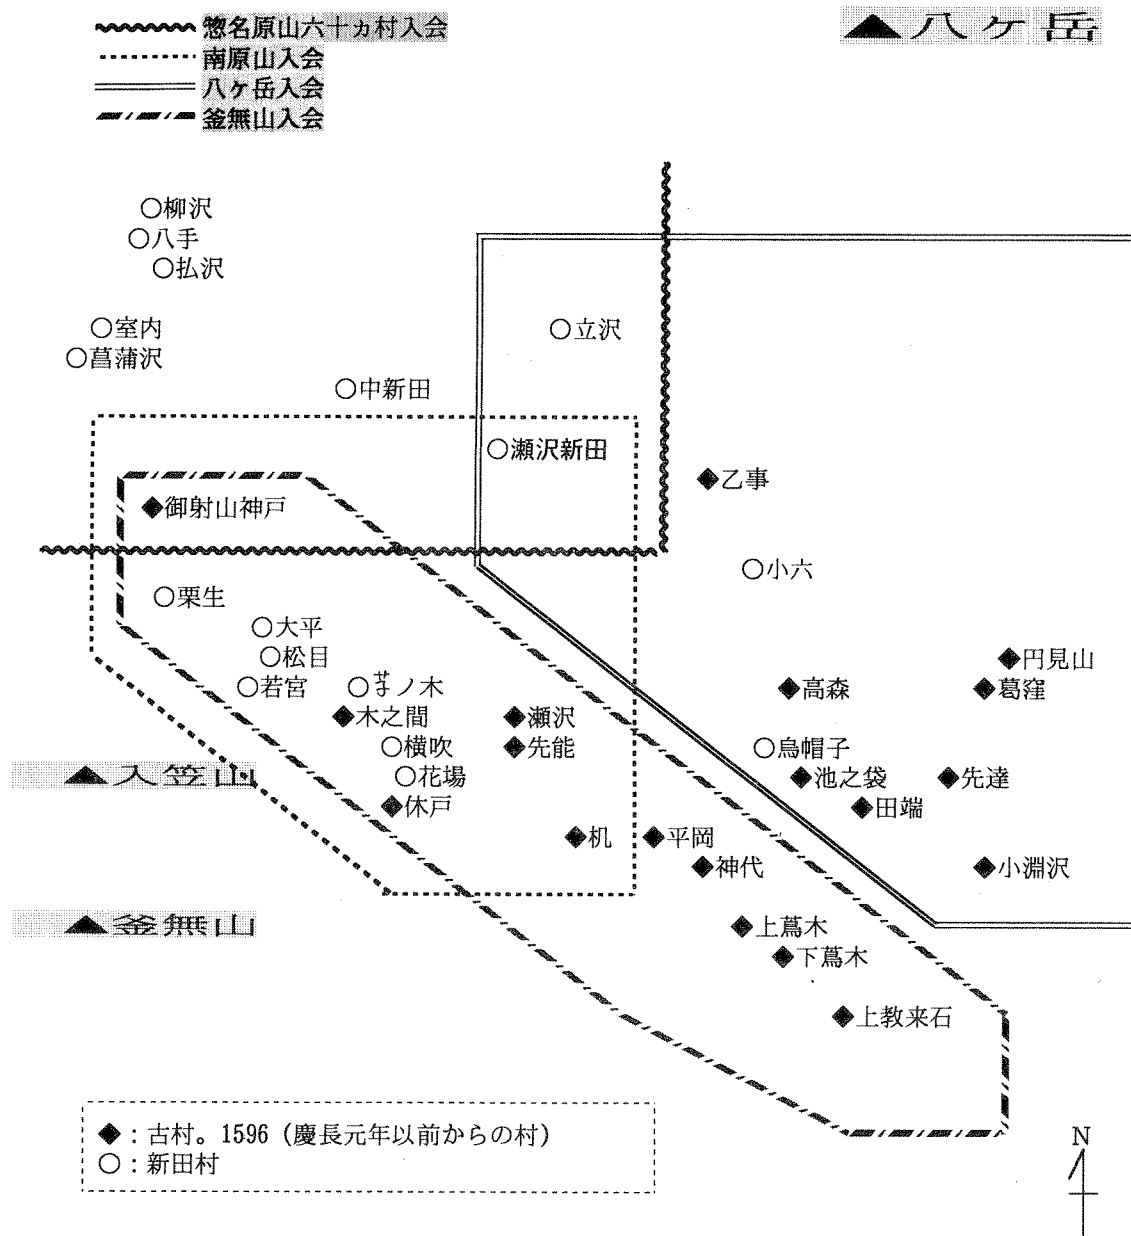 惣名原山六十ヵ村入会
▲八ヶ岳
南原山入会
八ヶ岳入会
釜無山入会
○柳沢
○八手
○払沢
○室内
○立沢
○菖蒲沢
○中新田
○瀬沢新田
◆乙事
◆御射山神戸
○小六
○栗生
○大平
○松目
◆円見山
○若宮
○セ才ノ木
◆高森
◆葛窪
◆木之間
◆瀬沢
○横吹
◆先能
○烏帽子
▲入笠山
○花場
◆池之袋
◆先達
◆休戸
◆田端
◆机
◆平岡
◆神代
◆小淵沢
▲釜無山
◆上蔦木
◆下蔦木
◆上教来石
◆：古村。1596（慶長元年以前からの村）
○：新田村
N